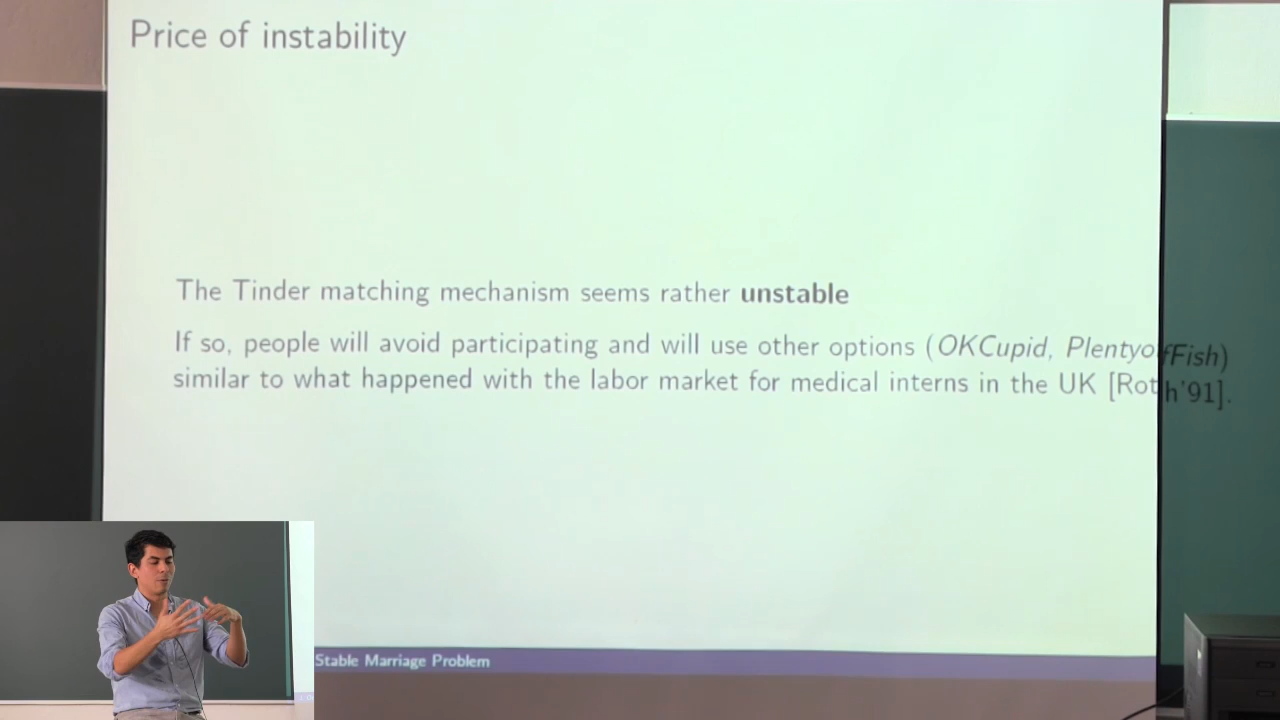 Price of instability
The Tinder matching mechanism seems rather unstable
If so, people will avoid participating and will use other options (OKCupid, PlentyofFish)
similar to what happened with the labor market for medical interns in the UK [Roth'91].
Stable Marriage Problem